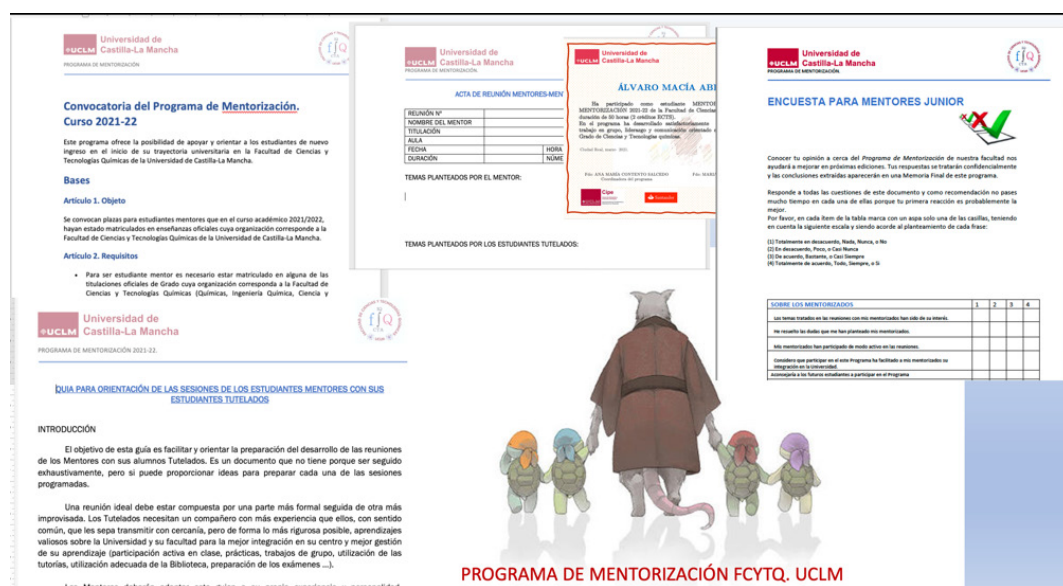 Universidad de
UCLM Castilla-La Mancha
PROGRAMA DE MENTORIZACIÓN
Convocatoria del Programa de Mentorización.
Curso 2021-22
Este programa ofrece la posibilidad de apoyar y orientar a los estudiantes de nuevo
ingreso en el inicio de su trayectoria universitaria en la Facultad de Ciencias y
Tecnologías Químicas de la Universidad de Castilla-La Mancha.
Bases
Artículo 1. Objeto
Se convocan plazas para estudiantes mentores que en el curso académico 2021/2022,
hayan estado matriculados en enseñanzas oficiales cuya organización corresponde a la
Facultad de Ciencias y Tecnologías Químicas de la Universidad de Castilla-La Mancha.
Artículo 2. Requisitos
• Para ser estudiante mentor es necesario estar matriculado en alguna de las
titulaciones oficiales de Grado cuya organización corresponda a la Facultad de
Ciencias y Tecnologías Químicas (Químicas, Ingeniería Química, Ciencia y
Universidad de
UCLM Castilla-La Mancha
PROGRAMA DE MENTORIZACIÓN
ACTA DE REUNIÓN MENTORES-MEN
REUNIÓN Nº
NOMBRE DEL MENTOR
TITULACIÓN
AULA
FECHA HORA
DURACIÓN NÚME
TEMAS PLANTEADOS POR EL MENTOR:
TEMAS PLANTEADOS POR LOS ESTUDIANTES TUTELADOS:
Universidad de
UCLM Castilla-La Mancha
ÁLVARO MACÍA AB
Ha participado como estudiante MENTOR
MENTORIZACIÓN 2021-22 de la Facultad de Ciencias
duración de 50 horas (2 créditos ECTS).
En el programa ha desarrollado satisfactoriamente
trabajo en grupo, liderazgo y comunicación orientado
Grado de Ciencias y Tecnologías químicas.
Fdo: ANA MARÍA CONTENTO SALCEDO
Coordinadora del programa
Cipe
Santander
Universidad de
UCLM Castilla-La Mancha
PROGRAMA DE MENTORIZACIÓN.
ENCUESTA PARA MENTORES JUNIOR
Conocer tu opinión a cerca del Programa de Mentorización de nuestra facultad nos
ayudará a mejorar en próximas ediciones. Tus respuestas se tratarán confidencialmente
y las conclusiones extraídas aparecerán en una Memoria Final de este programa.
Responde a todas las cuestiones de este documento y como recomendación no pases
mucho tiempo en cada una de ellas porque tu primera reacción es probablemente la
mejor.
Por favor, en cada ítem de la tabla marca con un aspa solo una de las casillas, teniendo
en cuenta la siguiente escala y siendo acorde al planteamiento de cada frase:
(1) Totalmente en desacuerdo, Nada, Nunca, o No
(2) En desacuerdo, Poco, o Casi Nunca
(3) De acuerdo, Bastante, o Casi Siempre
(4) Totalmente de acuerdo, Todo, Siempre, o Si
SOBRE LOS MENTORIZADOS 1 2 3 4
Los temas tratados en las reuniones con mis mentorizados han sido de su interés.
He resuelto las dudas que me han planteado mis mentorizados.
Mis mentorizados han participado de modo activo en las reuniones.
Considero que participar en el este Programa ha facilitado a mis mentorizados su
integración en la Universidad.
Aconsejaría a los futuros estudiantes a participar en el Programa
Universidad de
UCLM Castilla-La Mancha
PROGRAMA DE MENTORIZACIÓN 2021-22.
GUIA PARA ORIENTACIÓN DE LAS SESIONES DE LOS ESTUDIANTES MENTORES CON SUS
ESTUDIANTES TUTELADOS
INTRODUCCIÓN
El objetivo de esta guía es facilitar y orientar la preparación del desarrollo de las reuniones
de los Mentores con sus alumnos Tutelados. Es un documento que no tiene porque ser seguido
exhaustivamente, pero si puede proporcionar ideas para preparar cada una de las sesiones
programadas.
Una reunión ideal debe estar compuesta por una parte más formal seguida de otra más
improvisada. Los Tutelados necesitan un compañero con más experiencia que ellos, con sentido
común, que les sepa transmitir con cercanía, pero de forma lo más rigurosa posible, aprendizajes
valiosos sobre la Universidad y su facultad para la mejor integración en su centro y mejor gestión
de su aprendizaje (participación activa en clase, prácticas, trabajos de grupo, utilización de las
tutorías, utilización adecuada de la Biblioteca, preparación de los exámenes ...).
PROGRAMA DE MENTORIZACIÓN FCYTQ. UCLM